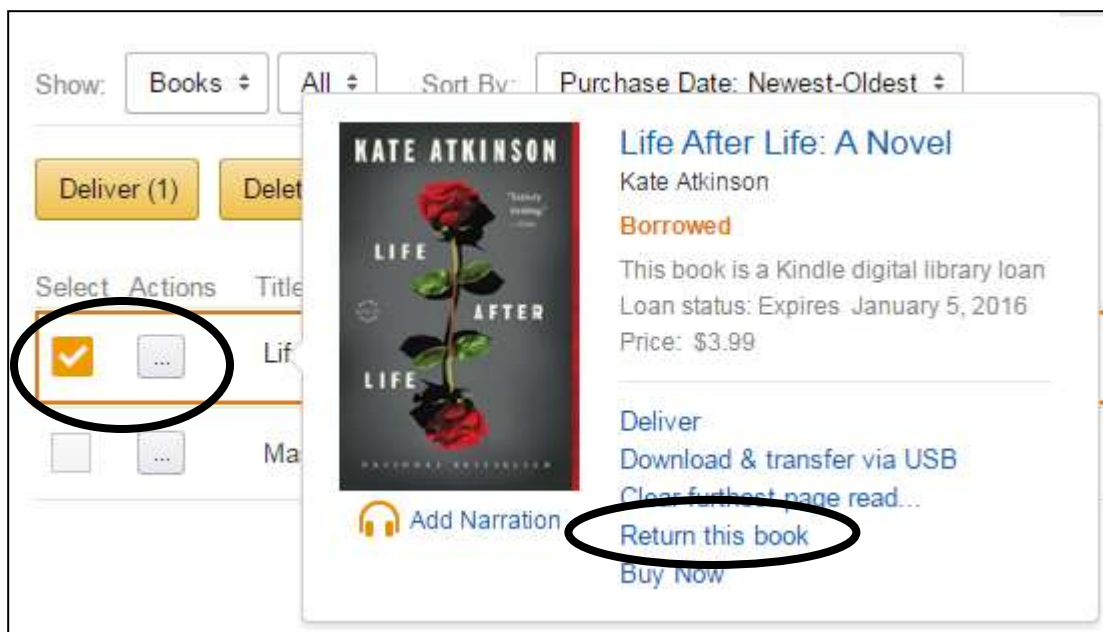 Show: Books All Sort By: Purchase Date: Newest-Oldest
Deliver (1) Delet
Select Actions Title
... Lif
... Ma
KATE ATKINSON
LIFE
AFTER
LIFE
NATIONAL BESTSELLER
Add Narration
Life After Life: A Novel
Kate Atkinson
Borrowed
This book is a Kindle digital library loan
Loan status: Expires January 5, 2016
Price: $3.99
Deliver
Download & transfer via USB
Clear furthest page read...
Return this book
Buy Now